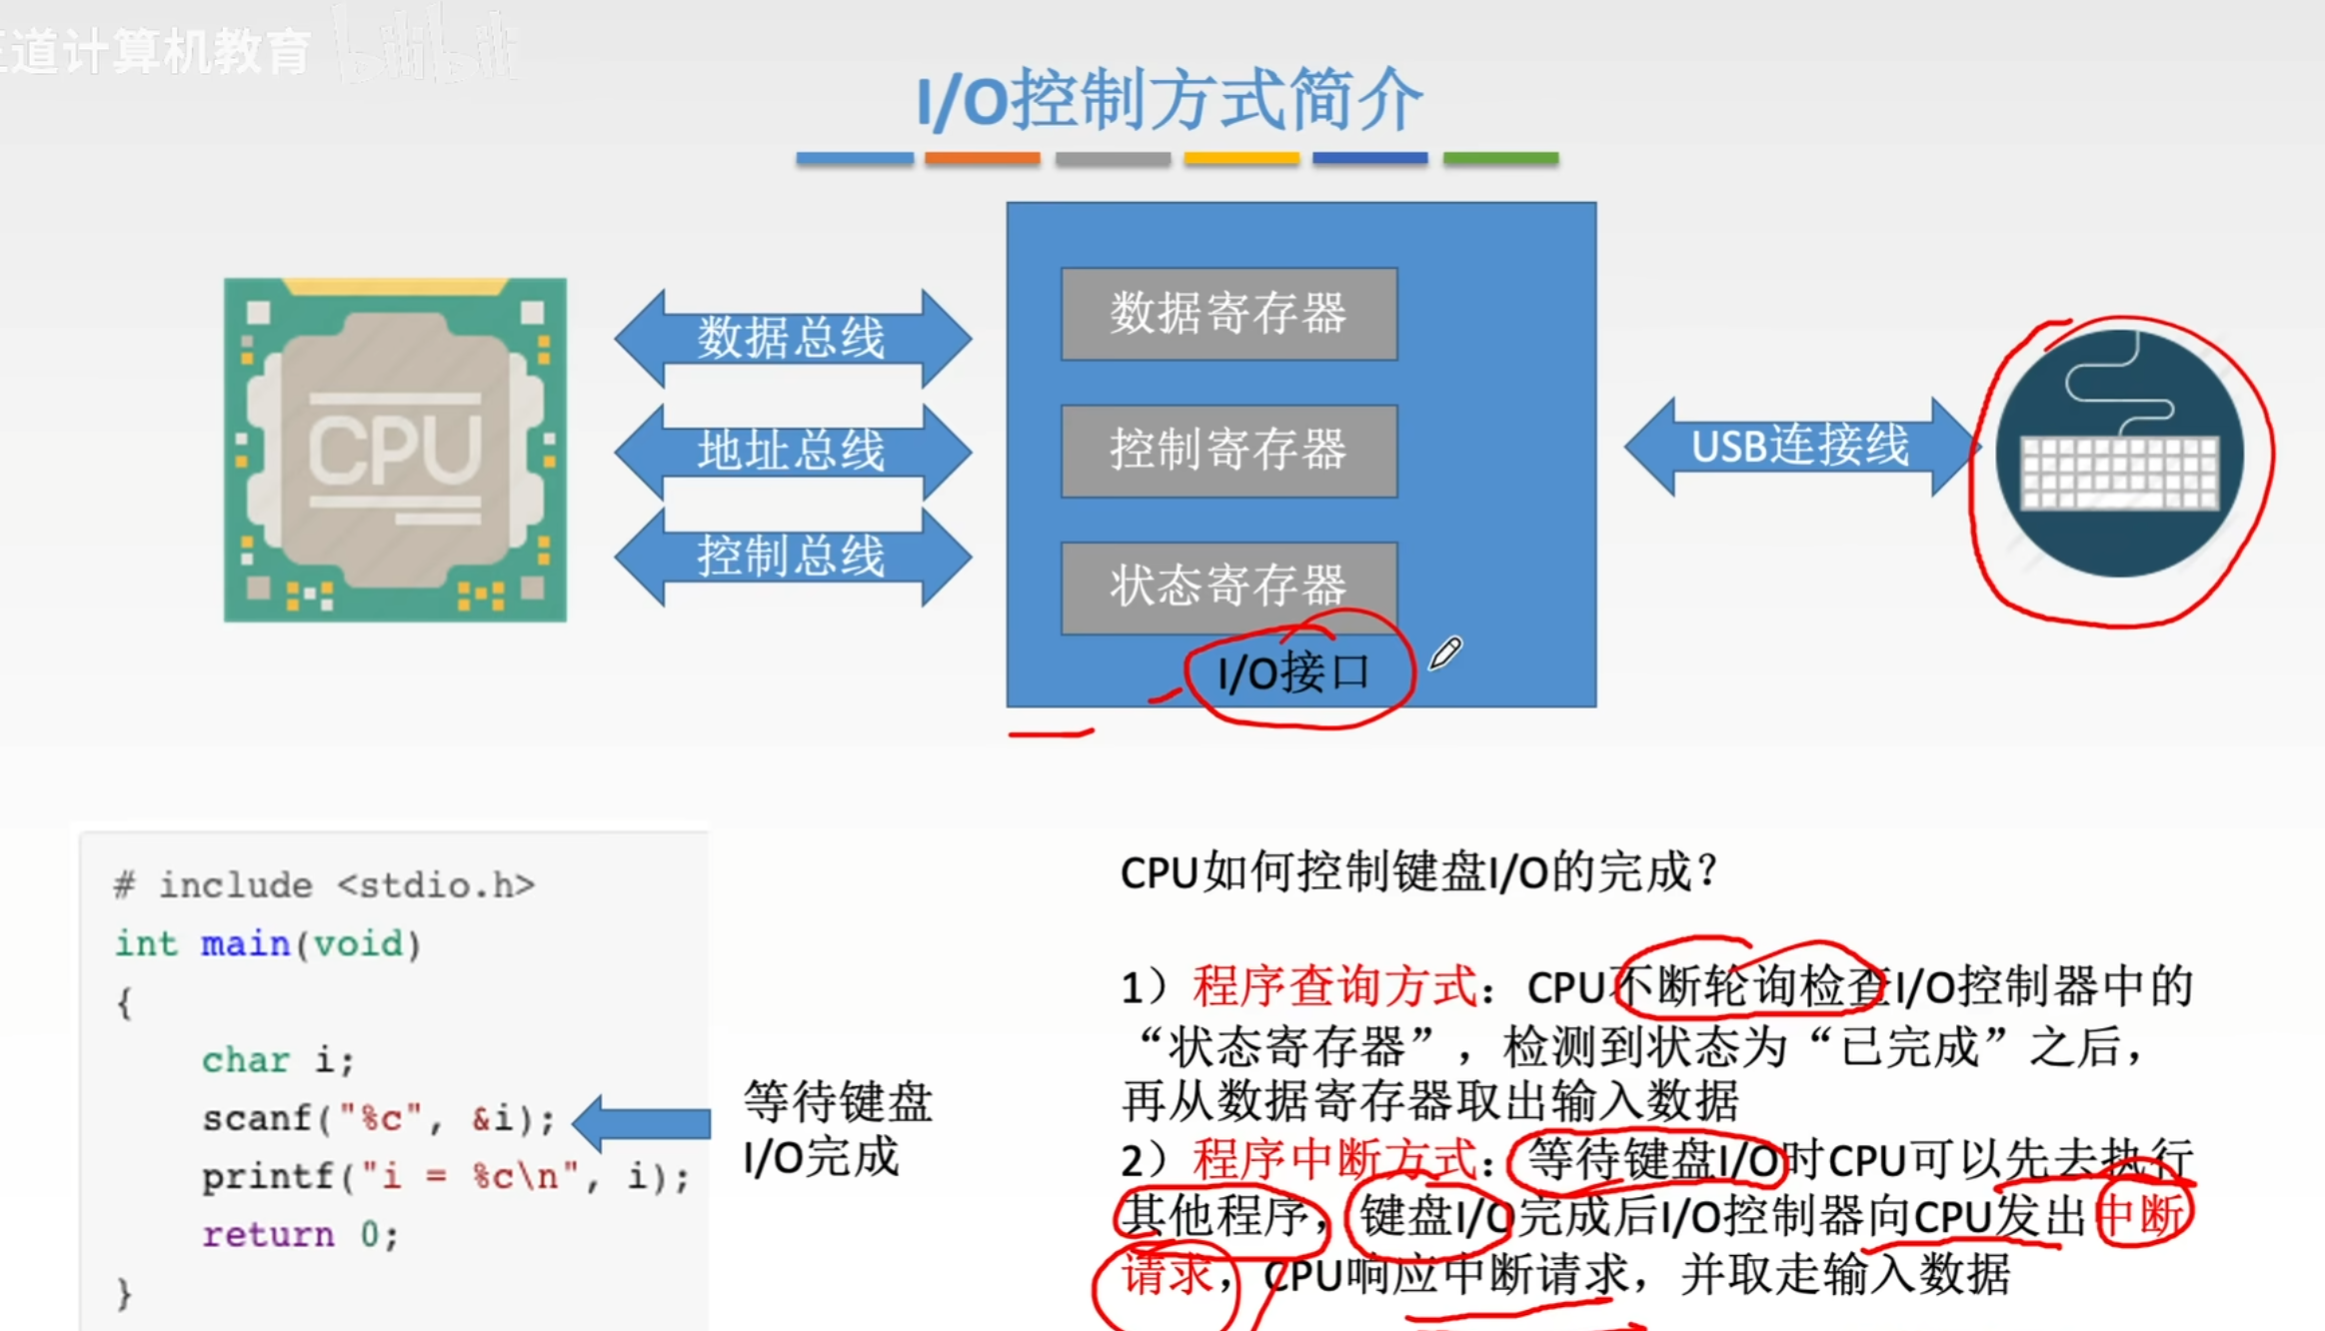 道计算机教育 bilibili
I/O控制方式简介
CPU
数据总线
地址总线
控制总线
数据寄存器
控制寄存器
状态寄存器
I/O接口
USB连接线
# include <stdio.h>
int main(void)
{
char i;
scanf("%c", &i);
printf("i = %c\n", i);
return 0;
}
等待键盘
I/O完成
CPU如何控制键盘I/O的完成？
1）程序查询方式：CPU不断轮询检查I/O控制器中的
“状态寄存器”，检测到状态为“已完成”之后，
再从数据寄存器取出输入数据
2）程序中断方式：等待键盘I/O时CPU可以先去执行
其他程序，键盘I/O完成后I/O控制器向CPU发出中断
请求，CPU响应中断请求，并取走输入数据